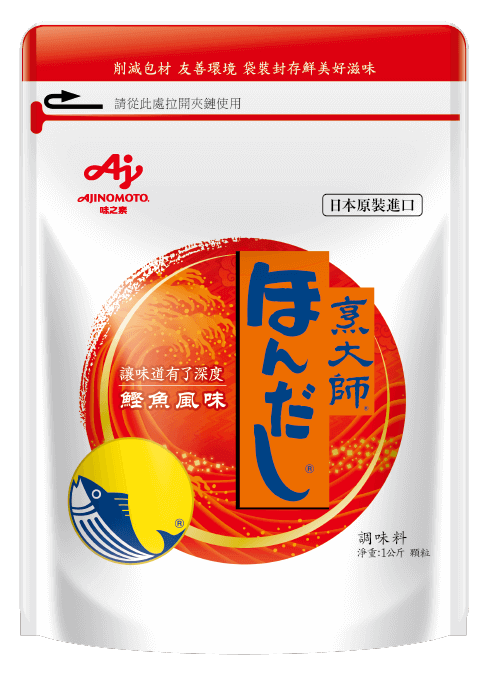 削減包材 友善環境 袋裝封存鮮美好滋味
請從此處拉開夾鏈使用
Aj
AJINOMOTO®
味之素
日本原裝進口
ほんだし®
烹大師®
讓味道有了深度
鰹魚風味
®
調味料
淨重:1公斤 顆粒